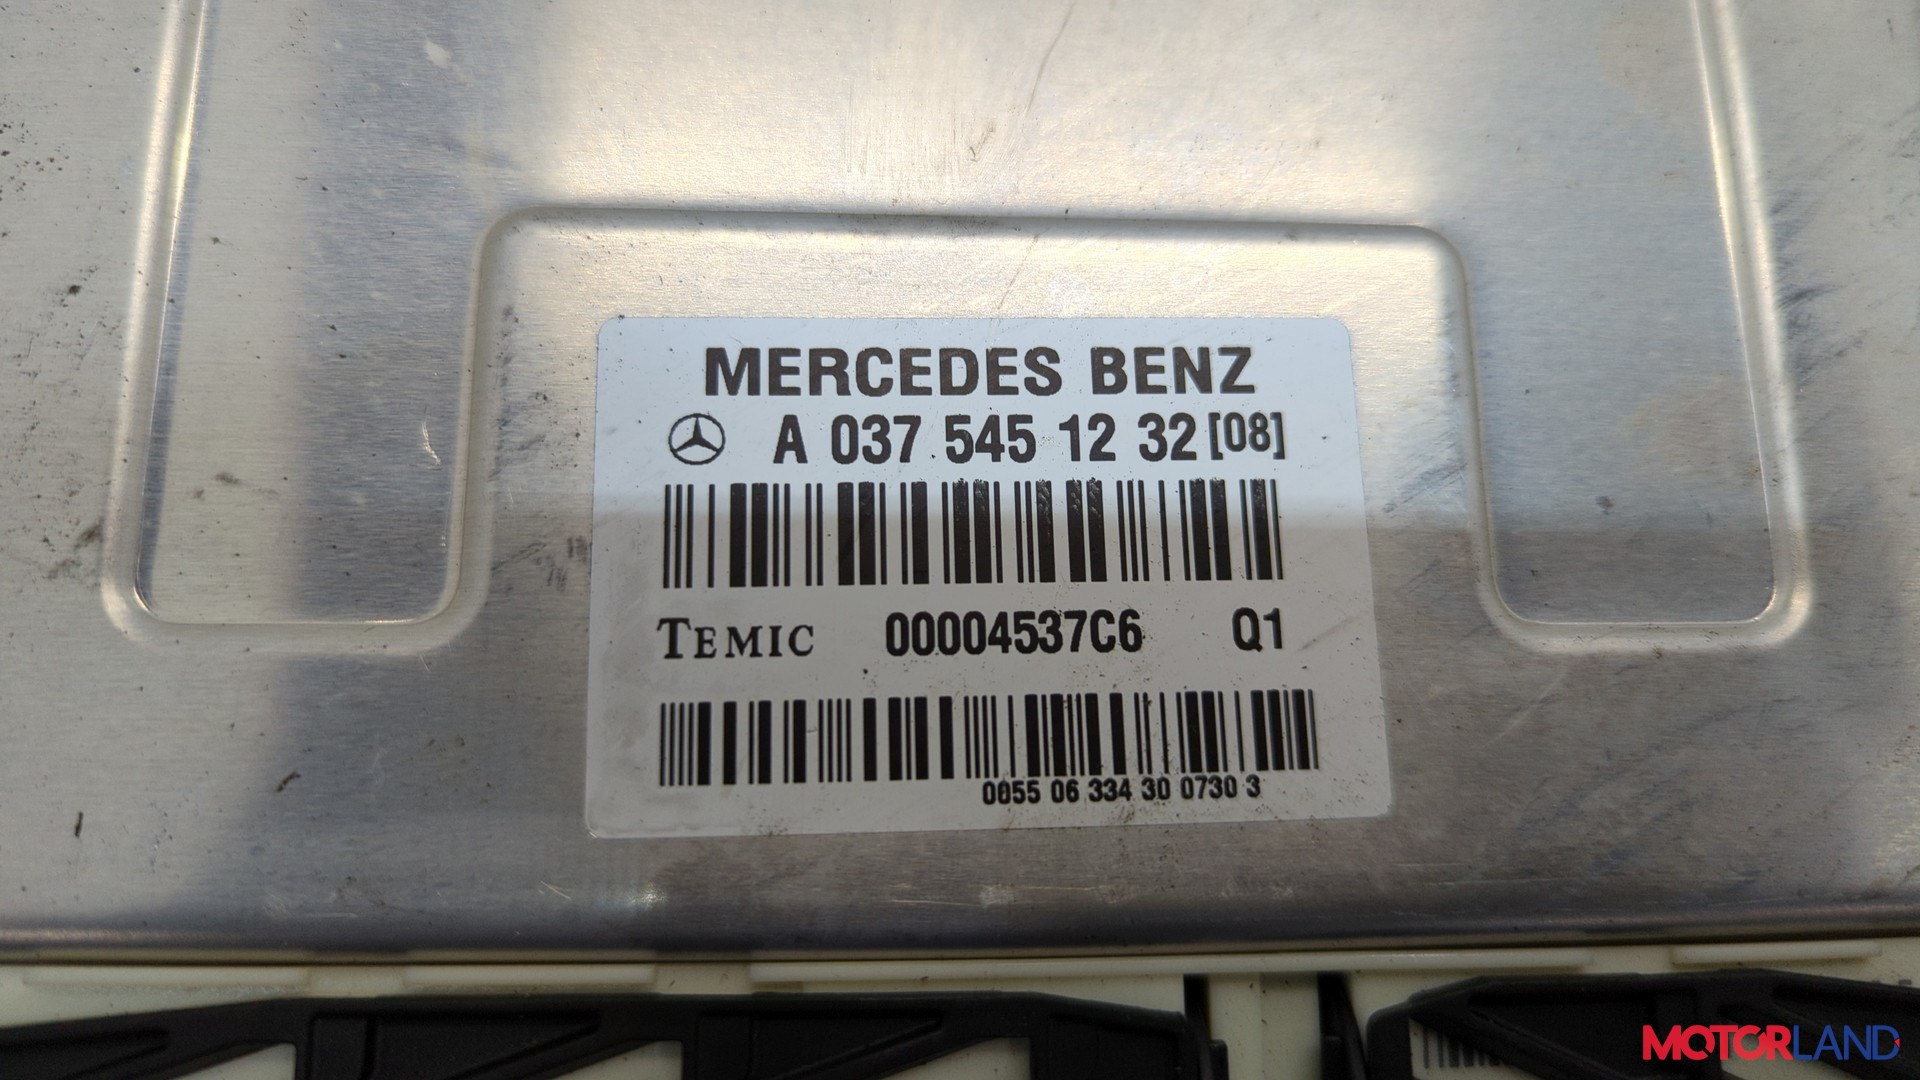 MERCEDES BENZ
A 037 545 12 32 [08]
TEMIC 00004537C6 Q1
0055 06 334 30 0730 3
MOTORLAND